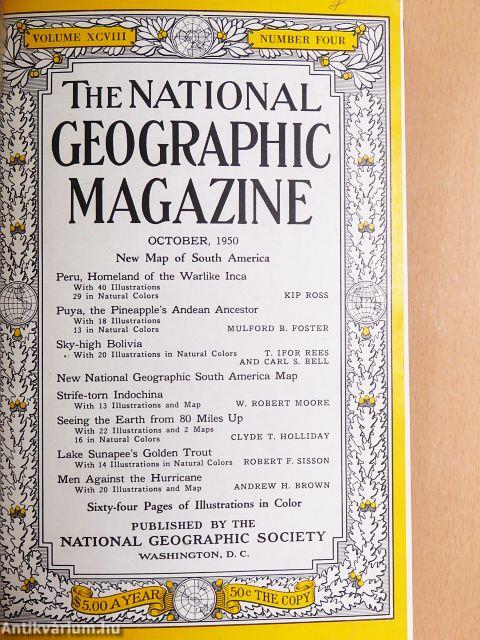 VOLUME XCVIII NUMBER FOUR
THE NATIONAL
GEOGRAPHIC
MAGAZINE
OCTOBER, 1950
New Map of South America
Peru, Homeland of the Warlike Inca
With 40 Illustrations
29 in Natural Colors KIP ROSS
Puya, the Pineapple's Andean Ancestor
With 18 Illustrations
13 in Natural Colors MULFORD B. FOSTER
Sky-high Bolivia
With 20 Illustrations in Natural Colors T. IFOR REES
AND CARL S. BELL
New National Geographic South America Map
Strife-torn Indochina
With 13 Illustrations and Map W. ROBERT MOORE
Seeing the Earth from 80 Miles Up
With 22 Illustrations and 2 Maps
16 in Natural Colors CLYDE T. HOLLIDAY
Lake Sunapee's Golden Trout
With 14 Illustrations in Natural Colors ROBERT F. SISSON
Men Against the Hurricane
With 20 Illustrations and Map ANDREW H. BROWN
Sixty-four Pages of Illustrations in Color
PUBLISHED BY THE
NATIONAL GEOGRAPHIC SOCIETY
WASHINGTON, D. C.
$5.00 A YEAR 50c THE COPY
Antikvarium.hu